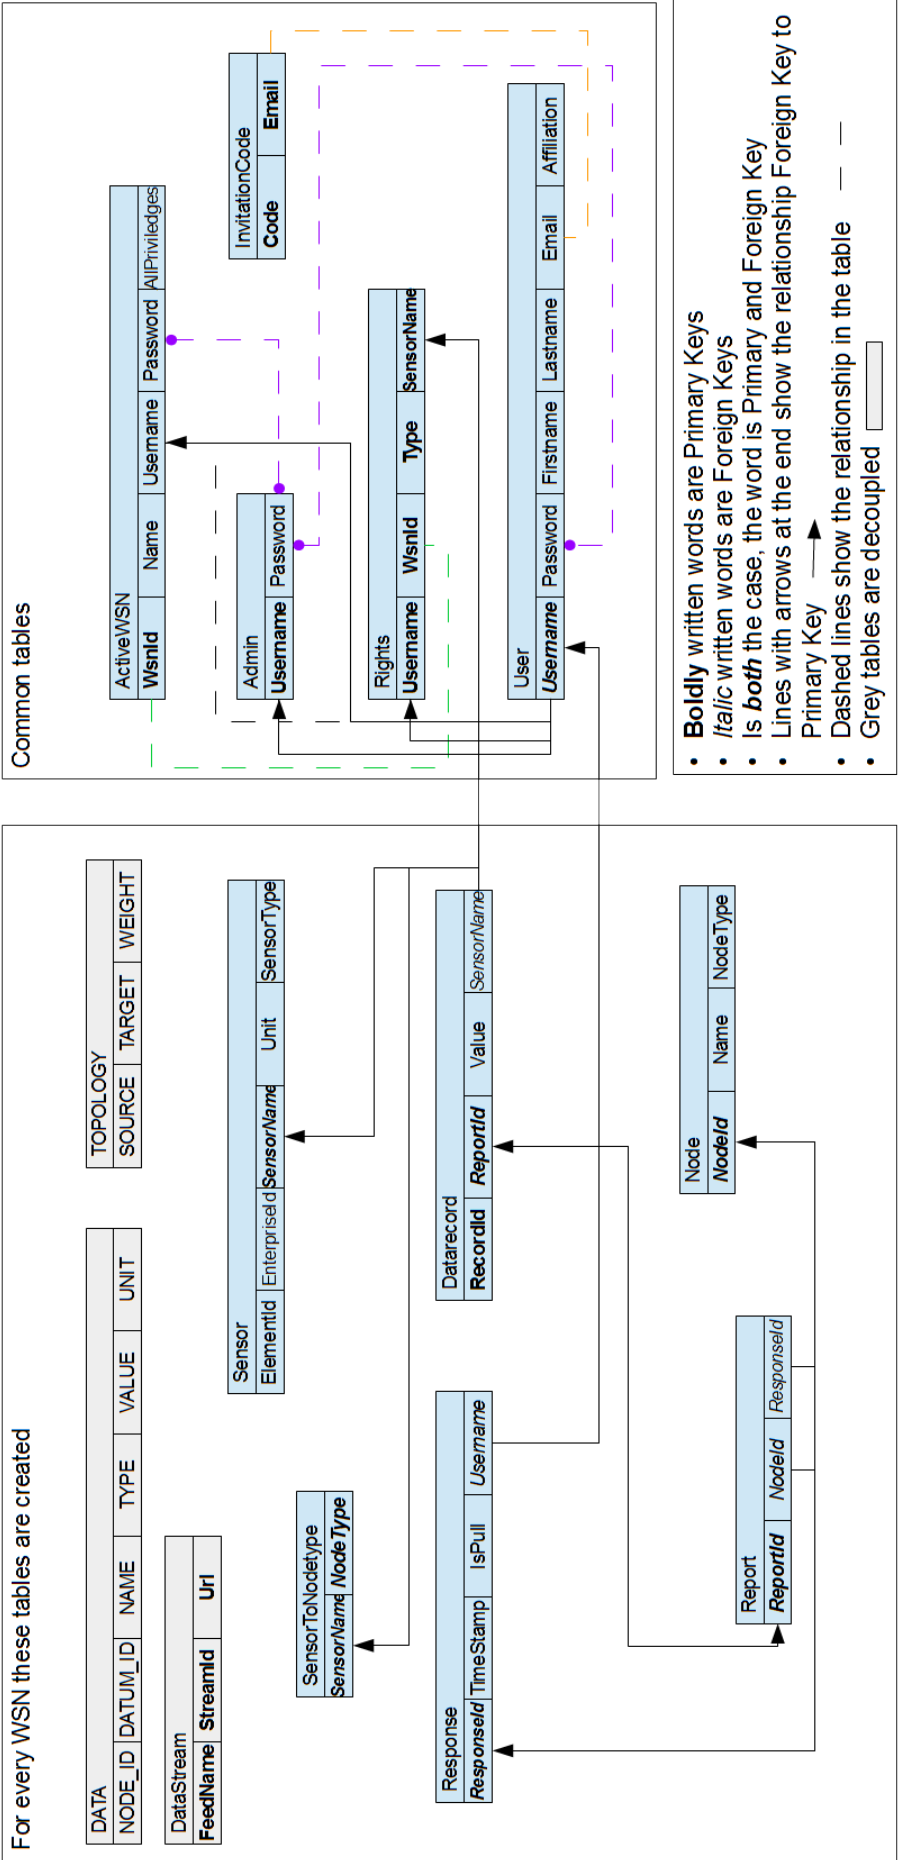 For every WSN these tables are created
DATA
NODE_ID DATUM_ID NAME TYPE VALUE UNIT
TOPOLOGY
SOURCE TARGET WEIGHT
DataStream
FeedName StreamId Url
Sensor
ElementId EnterpriseId SensorName Unit SensorType
SensorToNodetype
SensorName NodeType
Response
ResponseId TimeStamp IsPull Username
Datarecord
RecordId ReportId Value SensorName
Node
NodeId Name NodeType
Report
ReportId NodeId ResponseId
Common tables
ActiveWSN
WsnId Name Username Password AllPriviledges
InvitationCode
Code Email
Admin
Username Password
Rights
Username WsnId Type SensorName
User
Username Password Firstname Lastname Email Affiliation
• Boldly written words are Primary Keys
• Italic written words are Foreign Keys
• Is both the case, the word is Primary and Foreign Key
• Lines with arrows at the end show the relationship Foreign Key to
Primary Key
• Dashed lines show the relationship in the table
• Grey tables are decoupled